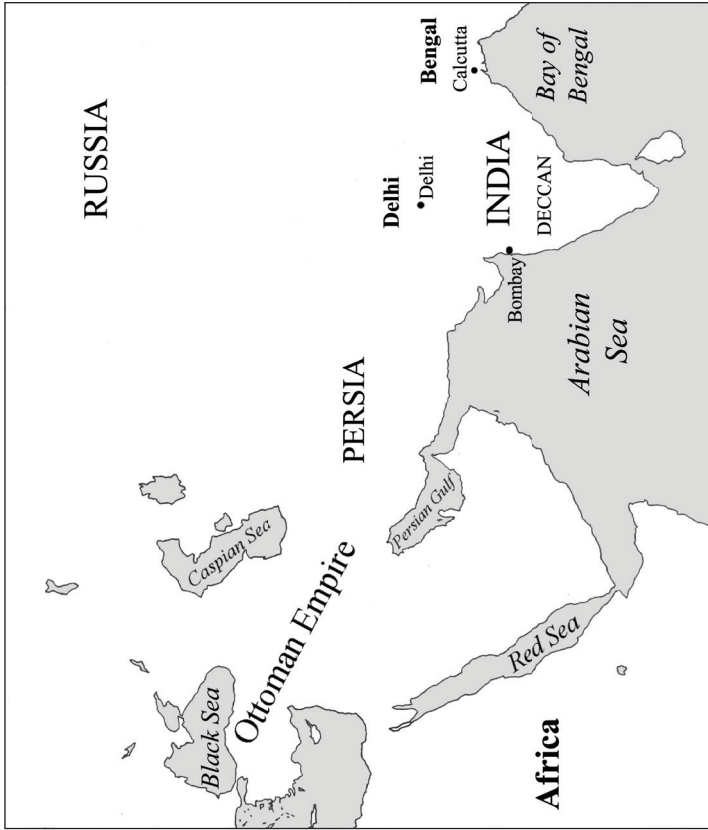 RUSSIA
Black Sea
Caspian Sea
Ottoman Empire
PERSIA
Persian Gulf
Red Sea
Africa
Delhi
Delhi
Bengal
Calcutta
INDIA
DECCAN
Bombay
Bay of
Bengal
Arabian
Sea